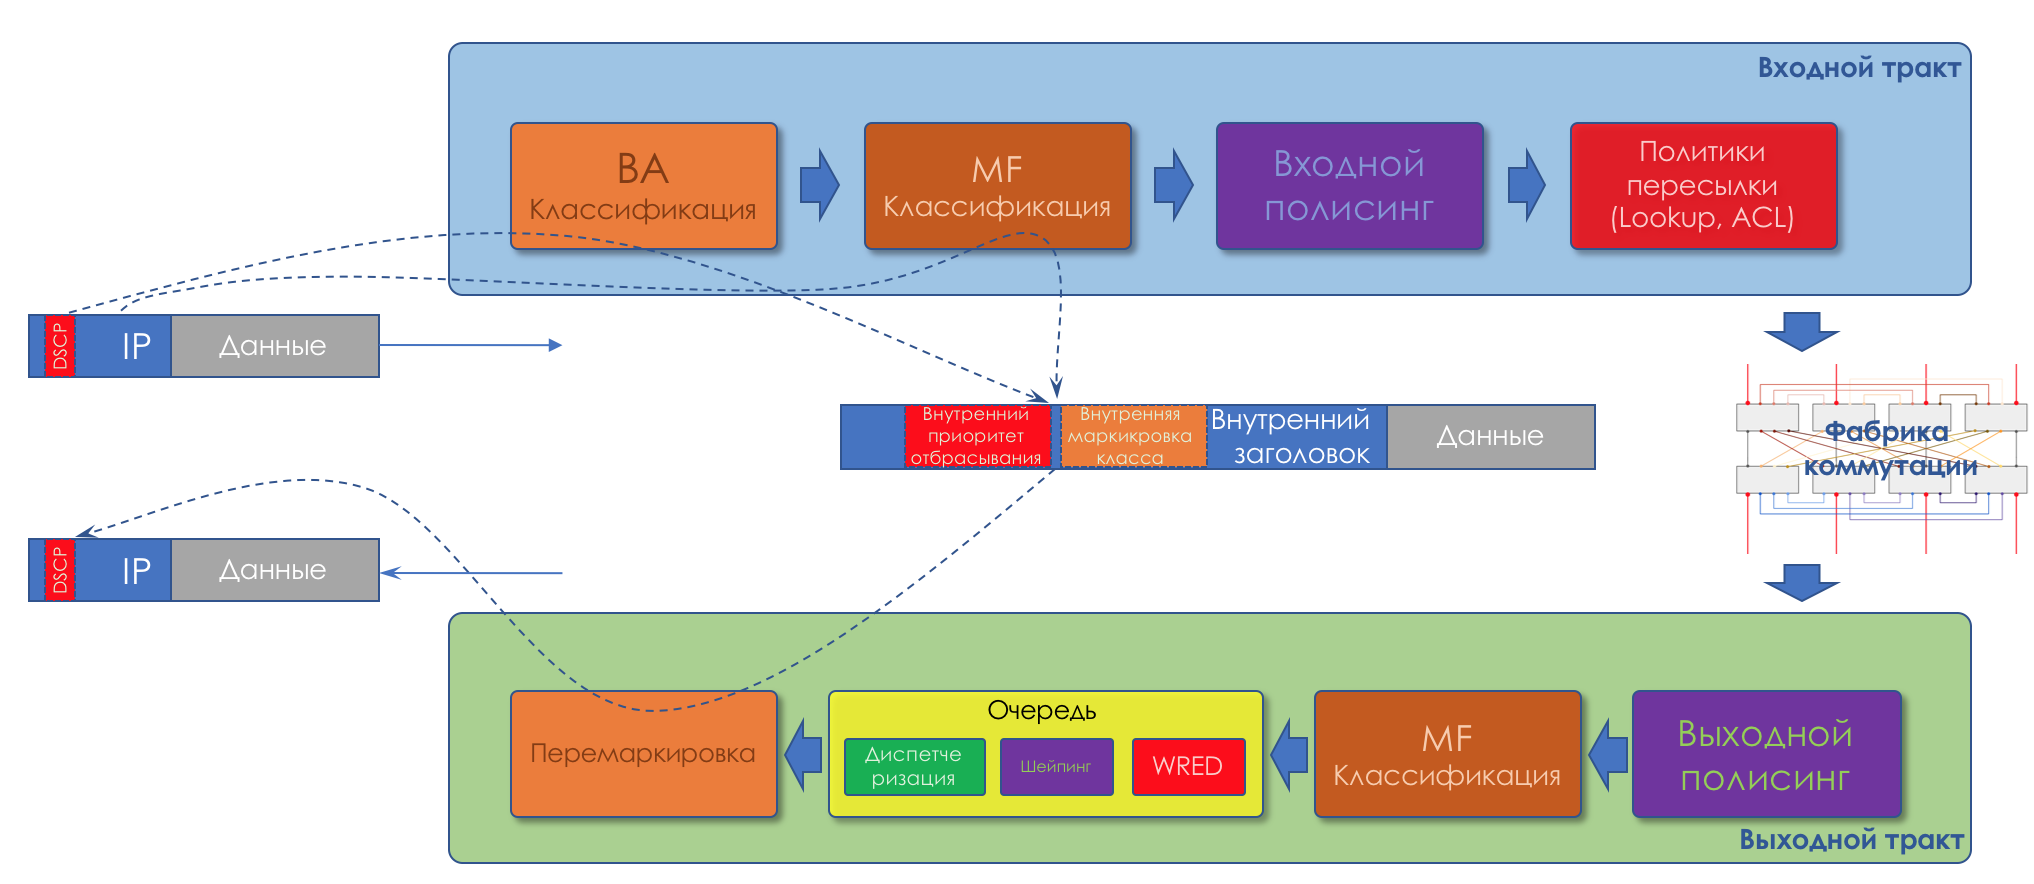 Входной тракт
BA
Классификация
MF
Классификация
Входной
полисинг
Политики
пересылки
(Lookup, ACL)
DSCP
IP
Данные
Внутренний
приоритет
отбрасывания
Внутренняя
маркикровка
класса
Внутренний
заголовок
Данные
Фабрика
коммутации
DSCP
IP
Данные
Перемаркировка
Очередь
Диспетче
ризация
Шейпинг
WRED
MF
Классификация
Выходной
полисинг
Выходной тракт